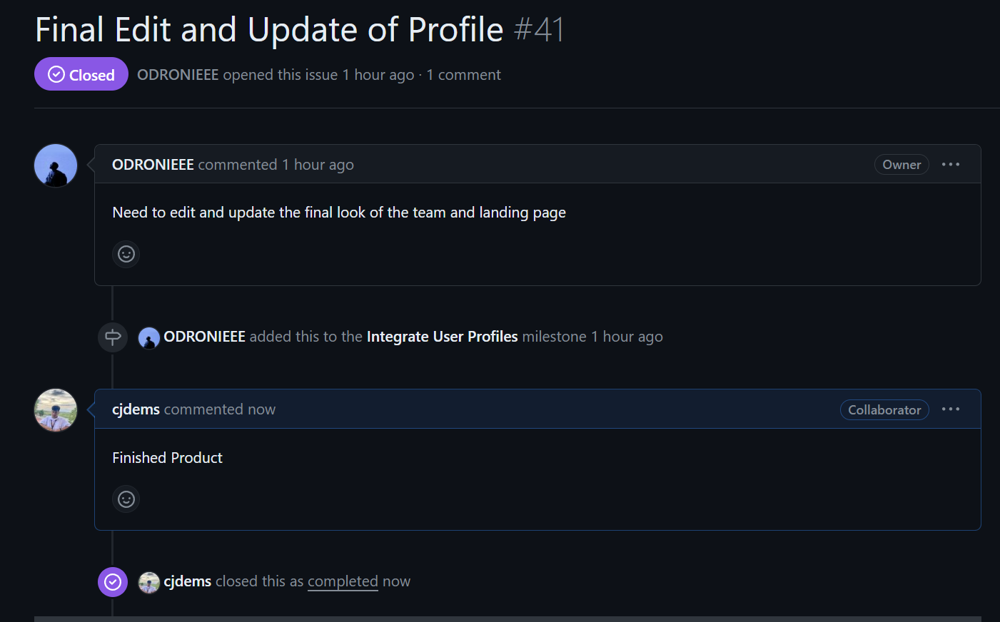 Final Edit and Update of Profile #41
Closed ODRONIEEE opened this issue 1 hour ago · 1 comment
ODRONIEEE commented 1 hour ago Owner
Need to edit and update the final look of the team and landing page
ODRONIEEE added this to the Integrate User Profiles milestone 1 hour ago
cjdems commented now Collaborator
Finished Product
cjdems closed this as completed now